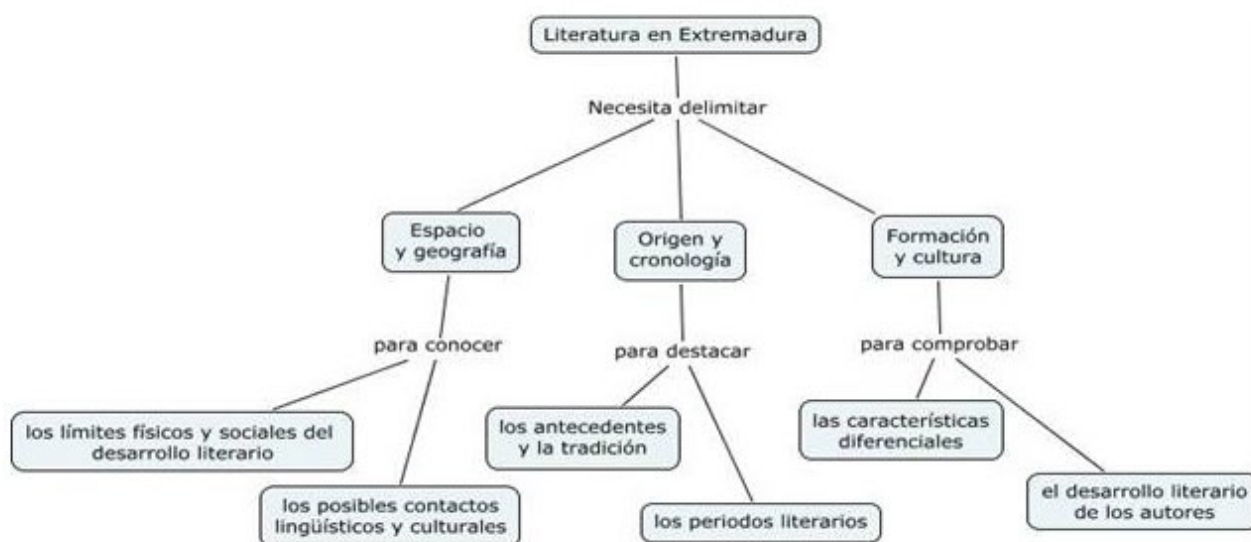 Literatura en Extremadura
Necesita delimitar
Espacio
y geografía
Origen y
cronología
Formación
y cultura
para conocer
para destacar
para comprobar
los límites físicos y sociales del
desarrollo literario
los posibles contactos
lingüísticos y culturales
los antecedentes
y la tradición
los periodos literarios
las características
diferenciales
el desarrollo literario
de los autores